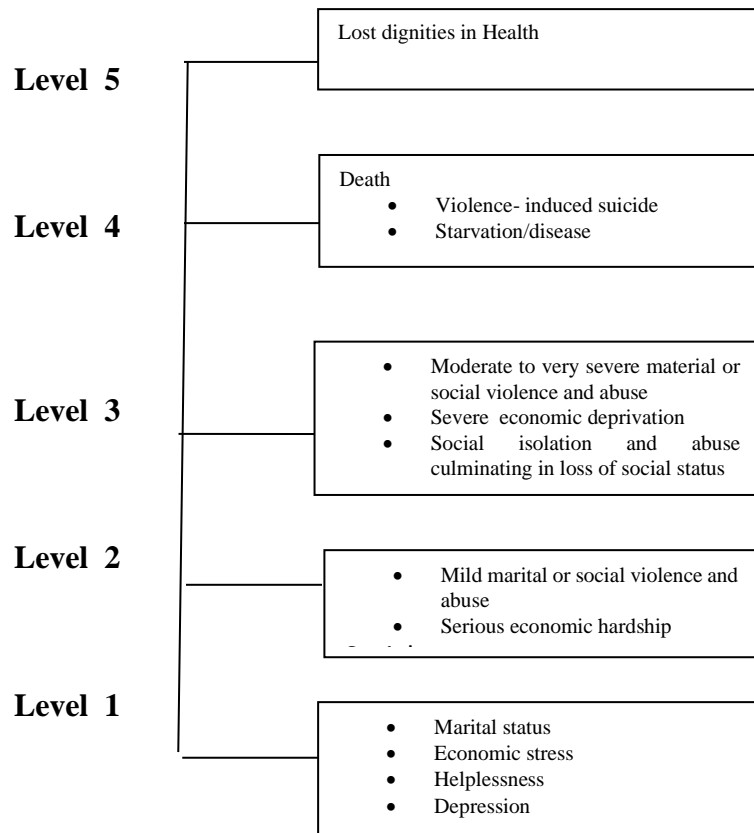 Lost dignities in Health
Level 5
Death
• Violence- induced suicide
• Starvation/disease
Level 4
• Moderate to very severe material or
social violence and abuse
• Severe economic deprivation
• Social isolation and abuse
culminating in loss of social status
Level 3
Level 2
• Mild marital or social violence and
abuse
• Serious economic hardship
Level 1
• Marital status
• Economic stress
• Helplessness
• Depression